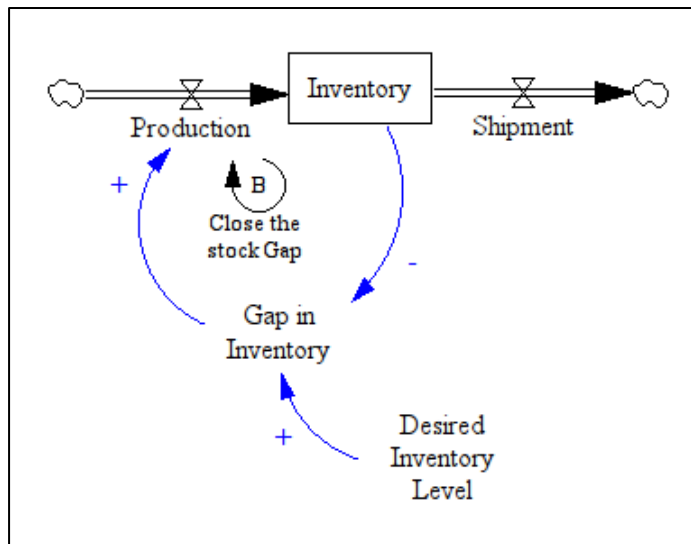 Inventory
Production
Shipment
+
B
Close the
stock Gap
-
Gap in
Inventory
+
Desired
Inventory
Level